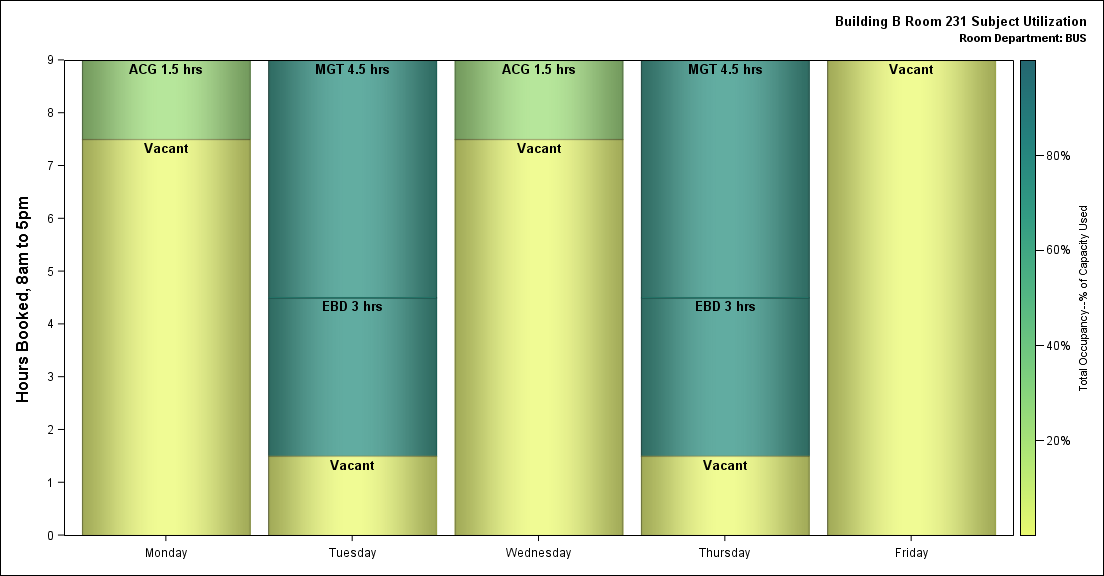 Building B Room 231 Subject Utilization
Room Department: BUS
Hours Booked, 8am to 5pm
9
8
7
6
5
4
3
2
1
0
ACG 1.5 hrs
Vacant
MGT 4.5 hrs
EBD 3 hrs
Vacant
ACG 1.5 hrs
Vacant
MGT 4.5 hrs
EBD 3 hrs
Vacant
Vacant
Monday
Tuesday
Wednesday
Thursday
Friday
80%
60%
40%
20%
Total Occupancy--% of Capacity Used